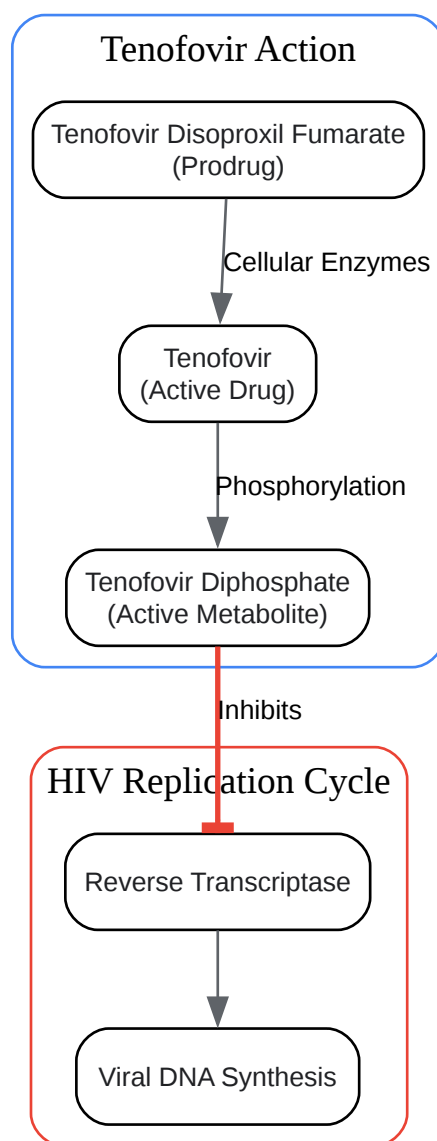 Tenofovir Action
Tenofovir Disoproxil Fumarate
(Prodrug)
Cellular Enzymes
Tenofovir
(Active Drug)
Phosphorylation
Tenofovir Diphosphate
(Active Metabolite)
Inhibits
HIV Replication Cycle
Reverse Transcriptase
Viral DNA Synthesis